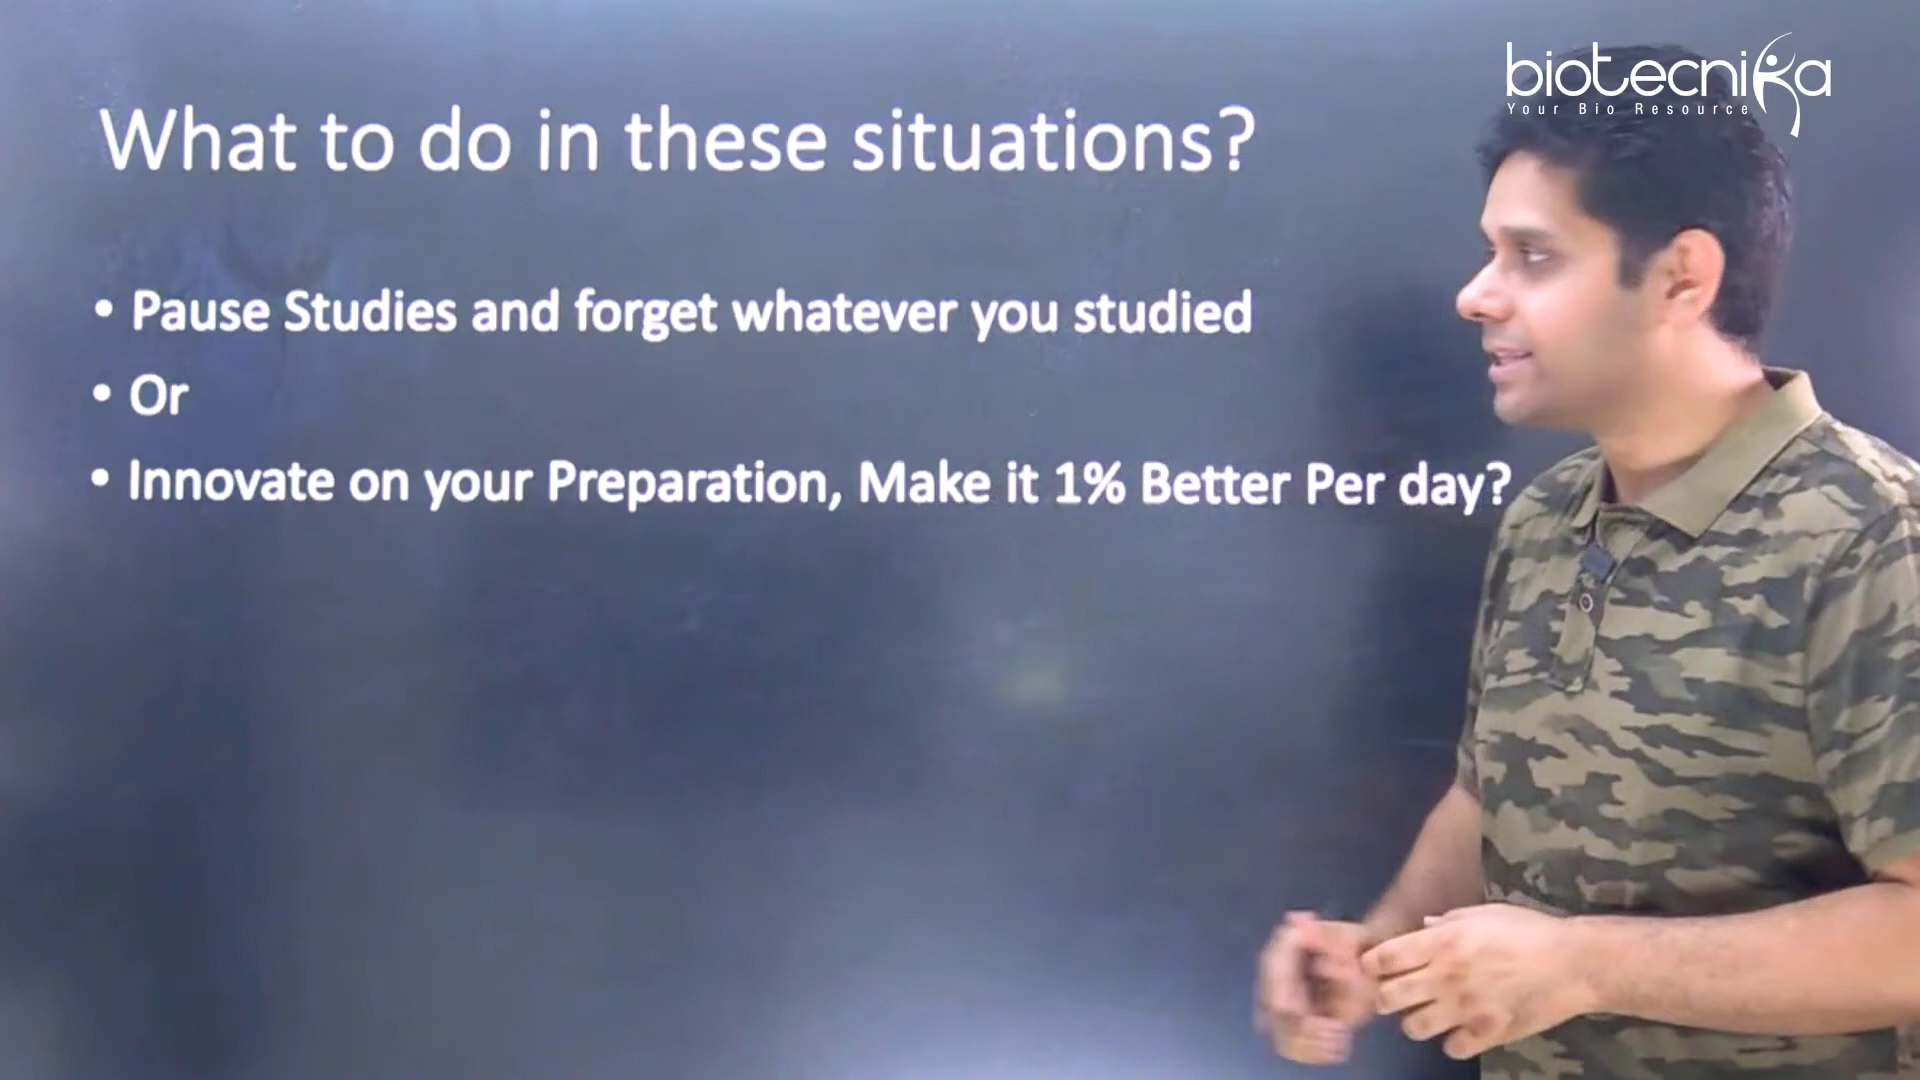 biotecnika
Your Bio Resource
What to do in these situations?
• Pause Studies and forget whatever you studied
• Or
• Innovate on your Preparation, Make it 1% Better Per day?